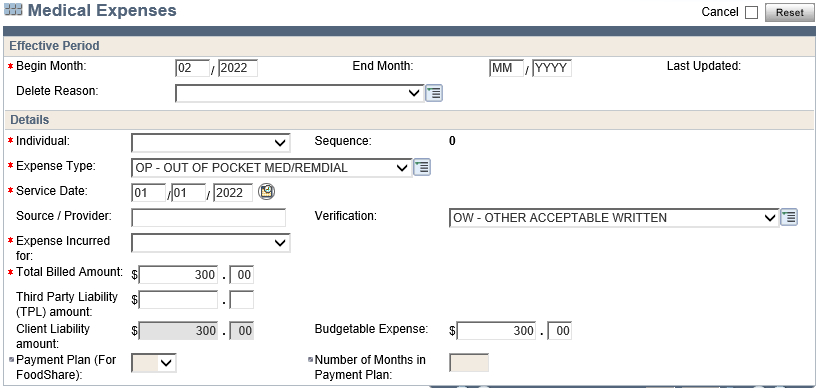 Medical Expenses Cancel Reset
Effective Period
* Begin Month: 02 / 2022 End Month: MM / YYYY Last Updated:
Delete Reason:
Details
* Individual: Sequence: 0
* Expense Type: OP - OUT OF POCKET MED/REMDIAL
* Service Date: 01 / 01 / 2022
Source / Provider: Verification: OW - OTHER ACCEPTABLE WRITTEN
* Expense Incurred
for:
* Total Billed Amount: $ 300 . 00
Third Party Liability $ .
(TPL) amount:
Client Liability $ 300 . 00 Budgetable Expense: $ 300 . 00
amount:
Payment Plan (For Number of Months in
FoodShare): Payment Plan: